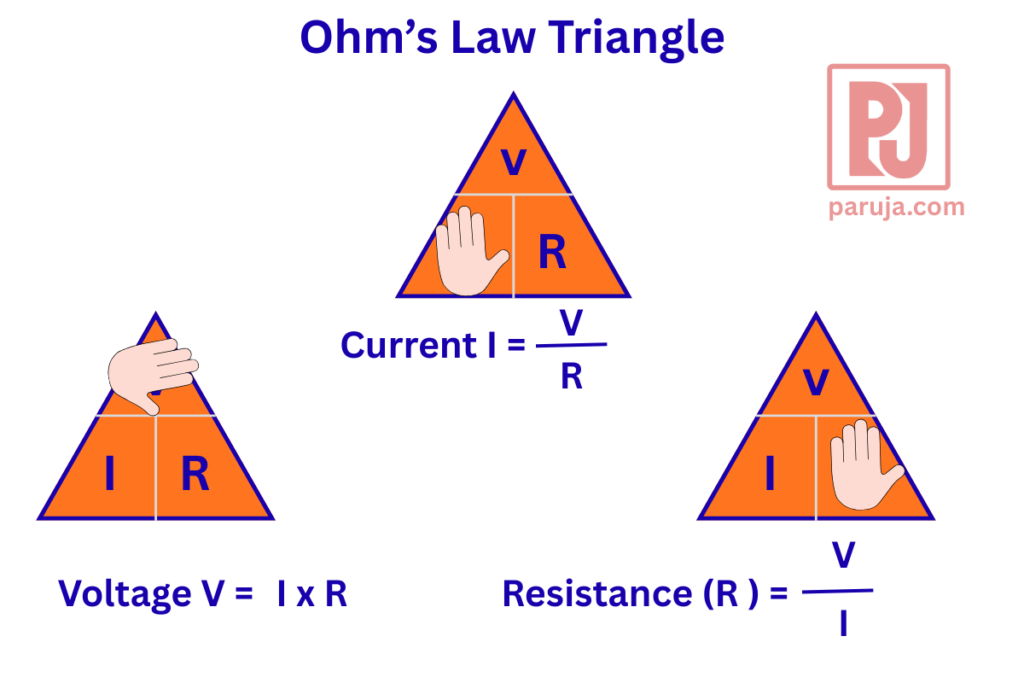 Ohm's Law Triangle
PJ
paruja.com
V
R
Current I = V
R
V
I
R
V
I
Voltage V = I x R
Resistance (R ) = V
I